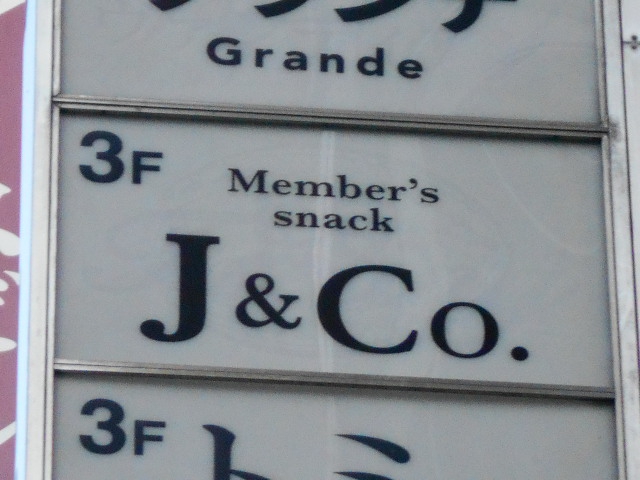 Grande
3F
Member's
snack
J & Co.
3F